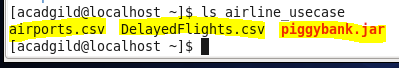 [acadgild@localhost ~]$ ls airline_usecase
airports.csv  DelayedFlights.csv  piggybank.jar
[acadgild@localhost ~]$